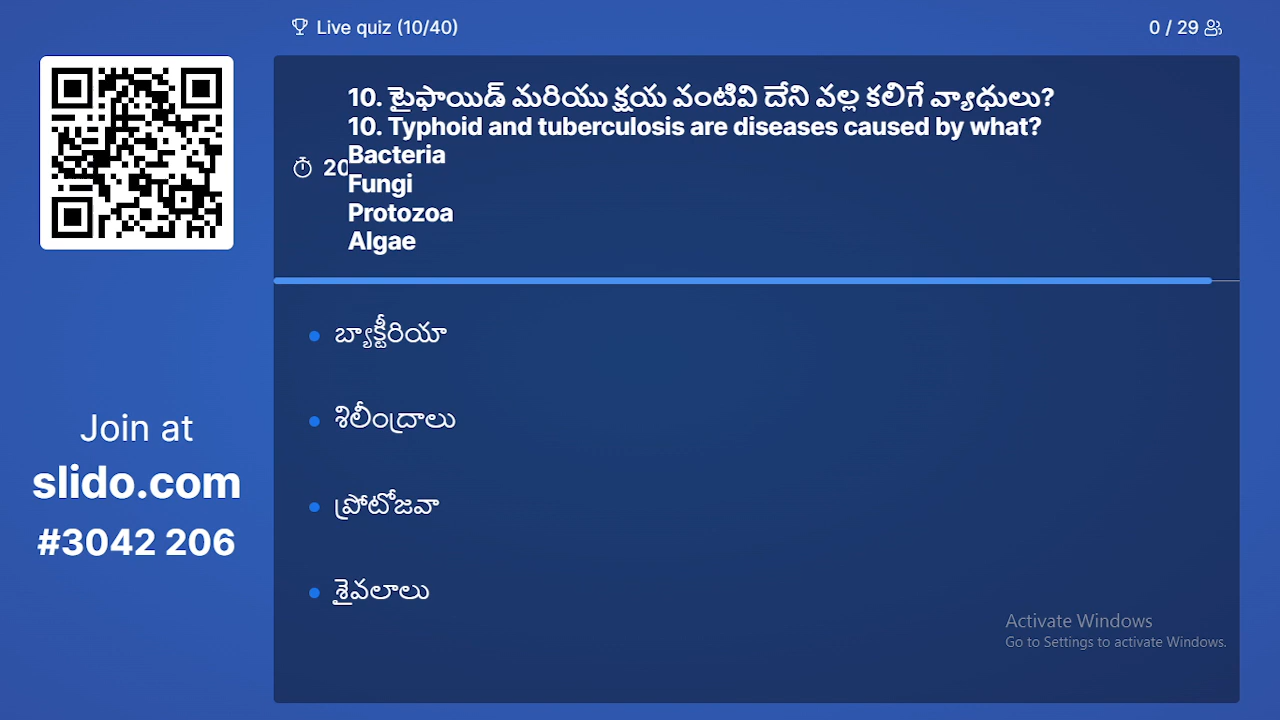 Live quiz (10/40)
0 / 29
10. టైఫాయిడ్ మరియు క్షయ వంటివి దేని వల్ల కలిగే వ్యాధులు?
10. Typhoid and tuberculosis are diseases caused by what?
Bacteria
20
Fungi
Protozoa
Algae
బ్యాక్టీరియా
శిలీంద్రాలు
ప్రోటోజవా
శైవలాలు
Join at
slido.com
#3042 206
Activate Windows
Go to Settings to activate Windows.